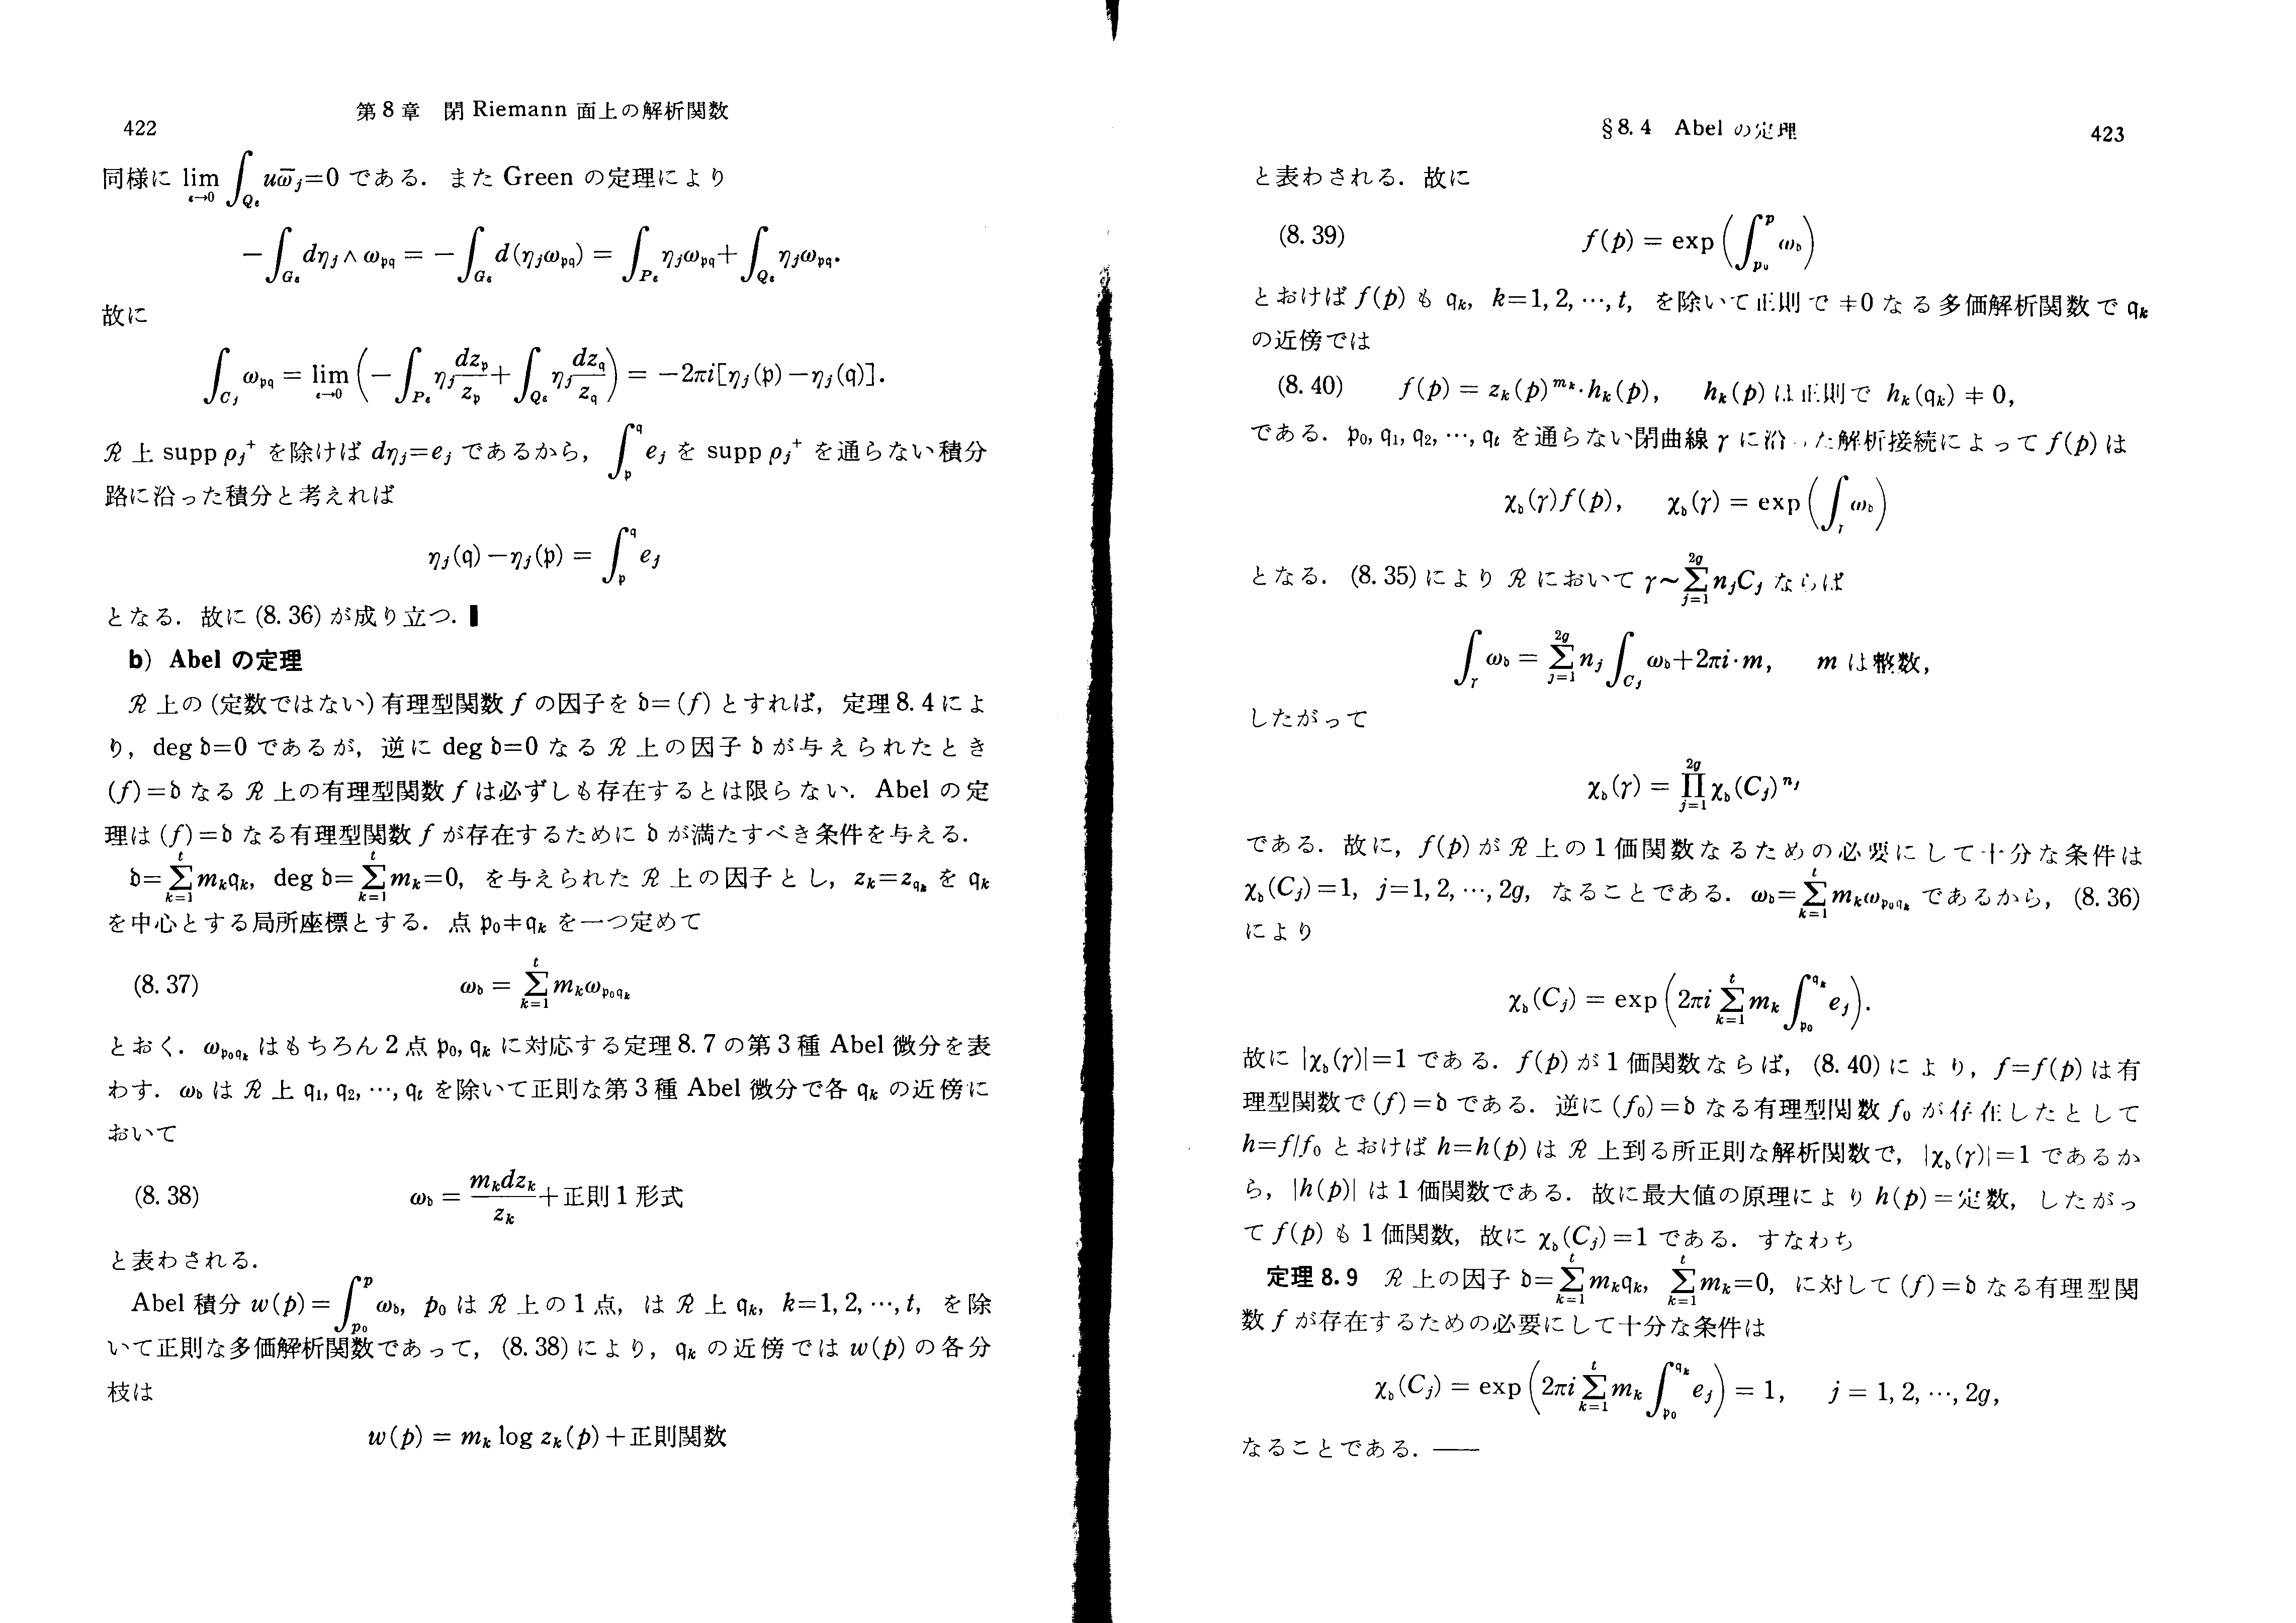 第8章 閉 Riemann 面上の解析関数
422
同様に $\lim_{\varepsilon\to 0}\int_{Q_\varepsilon} u\bar{\omega}_j=0$ である. また Green の定理により
$-\int_{G_\varepsilon} d\eta_j\wedge\omega_{\mathfrak{pq}} = -\int_{G_\varepsilon} d(\eta_j\omega_{\mathfrak{pq}}) = \int_{P_\varepsilon}\eta_j\omega_{\mathfrak{pq}}+\int_{Q_\varepsilon}\eta_j\omega_{\mathfrak{pq}}.$
故に
$\int_{C_j}\omega_{\mathfrak{pq}} = \lim_{\varepsilon\to 0}\left(-\int_{P_\varepsilon}\eta_j\frac{dz_{\mathfrak{p}}}{z_{\mathfrak{p}}}+\int_{Q_\varepsilon}\eta_j\frac{dz_{\mathfrak{q}}}{z_{\mathfrak{q}}}\right) = -2\pi i[\eta_j(\mathfrak{p})-\eta_j(\mathfrak{q})].$
$\mathcal{R}$ 上 supp $\rho_j^+$ を除けば $d\eta_j=e_j$ であるから, $\int_{\mathfrak{p}}^{\mathfrak{q}} e_j$ を supp $\rho_j^+$ を通らない積分
路に沿った積分と考えれば
$\eta_j(\mathfrak{q})-\eta_j(\mathfrak{p}) = \int_{\mathfrak{p}}^{\mathfrak{q}} e_j$
となる. 故に (8.36) が成り立つ. ▮
b) Abel の定理
$\mathcal{R}$ 上の (定数ではない) 有理型関数 $f$ の因子を $\mathfrak{d}=(f)$ とすれば, 定理 8.4 によ
り, deg $\mathfrak{d}=0$ であるが, 逆に deg $\mathfrak{d}=0$ なる $\mathcal{R}$ 上の因子 $\mathfrak{d}$ が与えられたとき
$(f)=\mathfrak{d}$ なる $\mathcal{R}$ 上の有理型関数 $f$ は必ずしも存在するとは限らない. Abel の定
理は $(f)=\mathfrak{d}$ なる有理型関数 $f$ が存在するために $\mathfrak{d}$ が満たすべき条件を与える.
$\mathfrak{d}=\sum_{k=1}^{t} m_k\mathfrak{q}_k$, deg $\mathfrak{d}=\sum_{k=1}^{t} m_k=0$, を与えられた $\mathcal{R}$ 上の因子とし, $z_k=z_{\mathfrak{q}_k}$ を $\mathfrak{q}_k$
を中心とする局所座標とする. 点 $\mathfrak{p}_0\neq\mathfrak{q}_k$ を一つ定めて
(8.37) $\omega_{\mathfrak{d}} = \sum_{k=1}^{t} m_k\omega_{\mathfrak{p}_0\mathfrak{q}_k}$
とおく. $\omega_{\mathfrak{p}_0\mathfrak{q}_k}$ はもちろん 2 点 $\mathfrak{p}_0, \mathfrak{q}_k$ に対応する定理 8.7 の第 3 種 Abel 微分を表
わす. $\omega_{\mathfrak{d}}$ は $\mathcal{R}$ 上 $\mathfrak{q}_1, \mathfrak{q}_2, \cdots, \mathfrak{q}_t$ を除いて正則な第 3 種 Abel 微分で各 $\mathfrak{q}_k$ の近傍に
おいて
(8.38) $\omega_{\mathfrak{d}} = \frac{m_k dz_k}{z_k}$+正則 1 形式
と表わされる.
Abel 積分 $w(p)=\int_{p_0}^{p}\omega_{\mathfrak{d}}$, $p_0$ は $\mathcal{R}$ 上の 1 点, は $\mathcal{R}$ 上 $\mathfrak{q}_k$, $k=1,2,\cdots,t$, を除
いて正則な多価解析関数であって, (8.38) により, $\mathfrak{q}_k$ の近傍では $w(p)$ の各分
枝は
$w(p) = m_k\log z_k(p)$+正則関数
§8.4 Abel の定理
423
と表わされる. 故に
(8.39) $f(p) = \exp\left(\int_{p_0}^{p}\omega_{\mathfrak{d}}\right)$
とおけば $f(p)$ も $\mathfrak{q}_k$, $k=1,2,\cdots,t$, を除いて正則で $\neq 0$ なる多価解析関数で $\mathfrak{q}_k$
の近傍では
(8.40) $f(p) = z_k(p)^{m_k}\cdot h_k(p)$, $h_k(p)$ は正則で $h_k(\mathfrak{q}_k)\neq 0$,
である. $\mathfrak{p}_0, \mathfrak{q}_1, \mathfrak{q}_2, \cdots, \mathfrak{q}_t$ を通らない閉曲線 $\gamma$ に沿った解析接続によって $f(p)$ は
$\chi_{\mathfrak{d}}(\gamma)f(p)$, $\chi_{\mathfrak{d}}(\gamma) = \exp\left(\int_{\gamma}\omega_{\mathfrak{d}}\right)$
となる. (8.35) により $\mathcal{R}$ において $\gamma\sim\sum_{j=1}^{2g} n_jC_j$ ならば
$\int_{\gamma}\omega_{\mathfrak{d}} = \sum_{j=1}^{2g} n_j\int_{C_j}\omega_{\mathfrak{d}}+2\pi i\cdot m$, $m$ は整数,
したがって
$\chi_{\mathfrak{d}}(\gamma) = \prod_{j=1}^{2g}\chi_{\mathfrak{d}}(C_j)^{n_j}$
である. 故に, $f(p)$ が $\mathcal{R}$ 上の 1 価関数なるための必要にして十分な条件は
$\chi_{\mathfrak{d}}(C_j)=1$, $j=1,2,\cdots,2g$, なることである. $\omega_{\mathfrak{d}}=\sum_{k=1}^{t} m_k\omega_{\mathfrak{p}_0\mathfrak{q}_k}$ であるから, (8.36)
により
$\chi_{\mathfrak{d}}(C_j) = \exp\left(2\pi i\sum_{k=1}^{t} m_k\int_{\mathfrak{p}_0}^{\mathfrak{q}_k} e_j\right).$
故に $|\chi_{\mathfrak{d}}(\gamma)|=1$ である. $f(p)$ が 1 価関数ならば, (8.40) により, $f=f(p)$ は有
理型関数で $(f)=\mathfrak{d}$ である. 逆に $(f_0)=\mathfrak{d}$ なる有理型関数 $f_0$ が存在したとして
$h=f/f_0$ とおけば $h=h(p)$ は $\mathcal{R}$ 上到る所正則な解析関数で, $|\chi_{\mathfrak{d}}(\gamma)|=1$ であるか
ら, $|h(p)|$ は 1 価関数である. 故に最大値の原理により $h(p)=$定数, したがっ
て $f(p)$ も 1 価関数, 故に $\chi_{\mathfrak{d}}(C_j)=1$ である. すなわち
定理 8.9 $\mathcal{R}$ 上の因子 $\mathfrak{d}=\sum_{k=1}^{t} m_k\mathfrak{q}_k$, $\sum_{k=1}^{t} m_k=0$, に対して $(f)=\mathfrak{d}$ なる有理型関
数 $f$ が存在するための必要にして十分な条件は
$\chi_{\mathfrak{d}}(C_j) = \exp\left(2\pi i\sum_{k=1}^{t} m_k\int_{\mathfrak{p}_0}^{\mathfrak{q}_k} e_j\right) = 1$, $j=1,2,\cdots,2g$,
なることである. ——